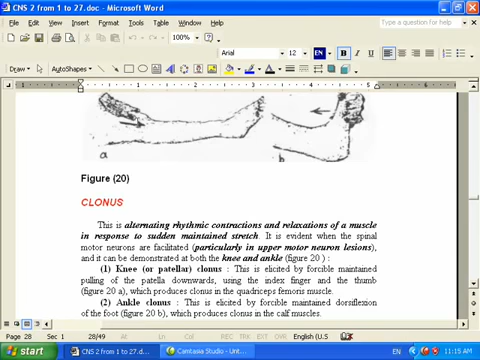 CNS 2 from 1 to 27.doc - Microsoft Word
File Edit View Insert Format Tools Table Window Help
Type a question for help
100%
Arial 12 EN B
Draw AutoShapes
a b
Figure (20)
CLONUS
This is alternating rhythmic contractions and relaxations of a muscle
in response to sudden maintained stretch. It is evident when the spinal
motor neurons are facilitated (particularly in upper motor neuron lesions),
and it can be demonstrated at both the knee and ankle (figure 20 ) :
(1) Knee (or patellar) clonus : This is elicited by forcible maintained
pulling of the patella downwards, using the index finger and the thumb
(figure 20 a), which produces clonus in the quadriceps femoris muscle.
(2) Ankle clonus : This is elicited by forcible maintained dorsiflexion
of the foot (figure 20 b), which produces clonus in the calf muscles.
Page 28 Sec 1 28/49 REC TRK EXT OVR English (U.S
start CNS 2 from 1 to 27.d... Camtasia Studio - Unt... EN 11:15 AM